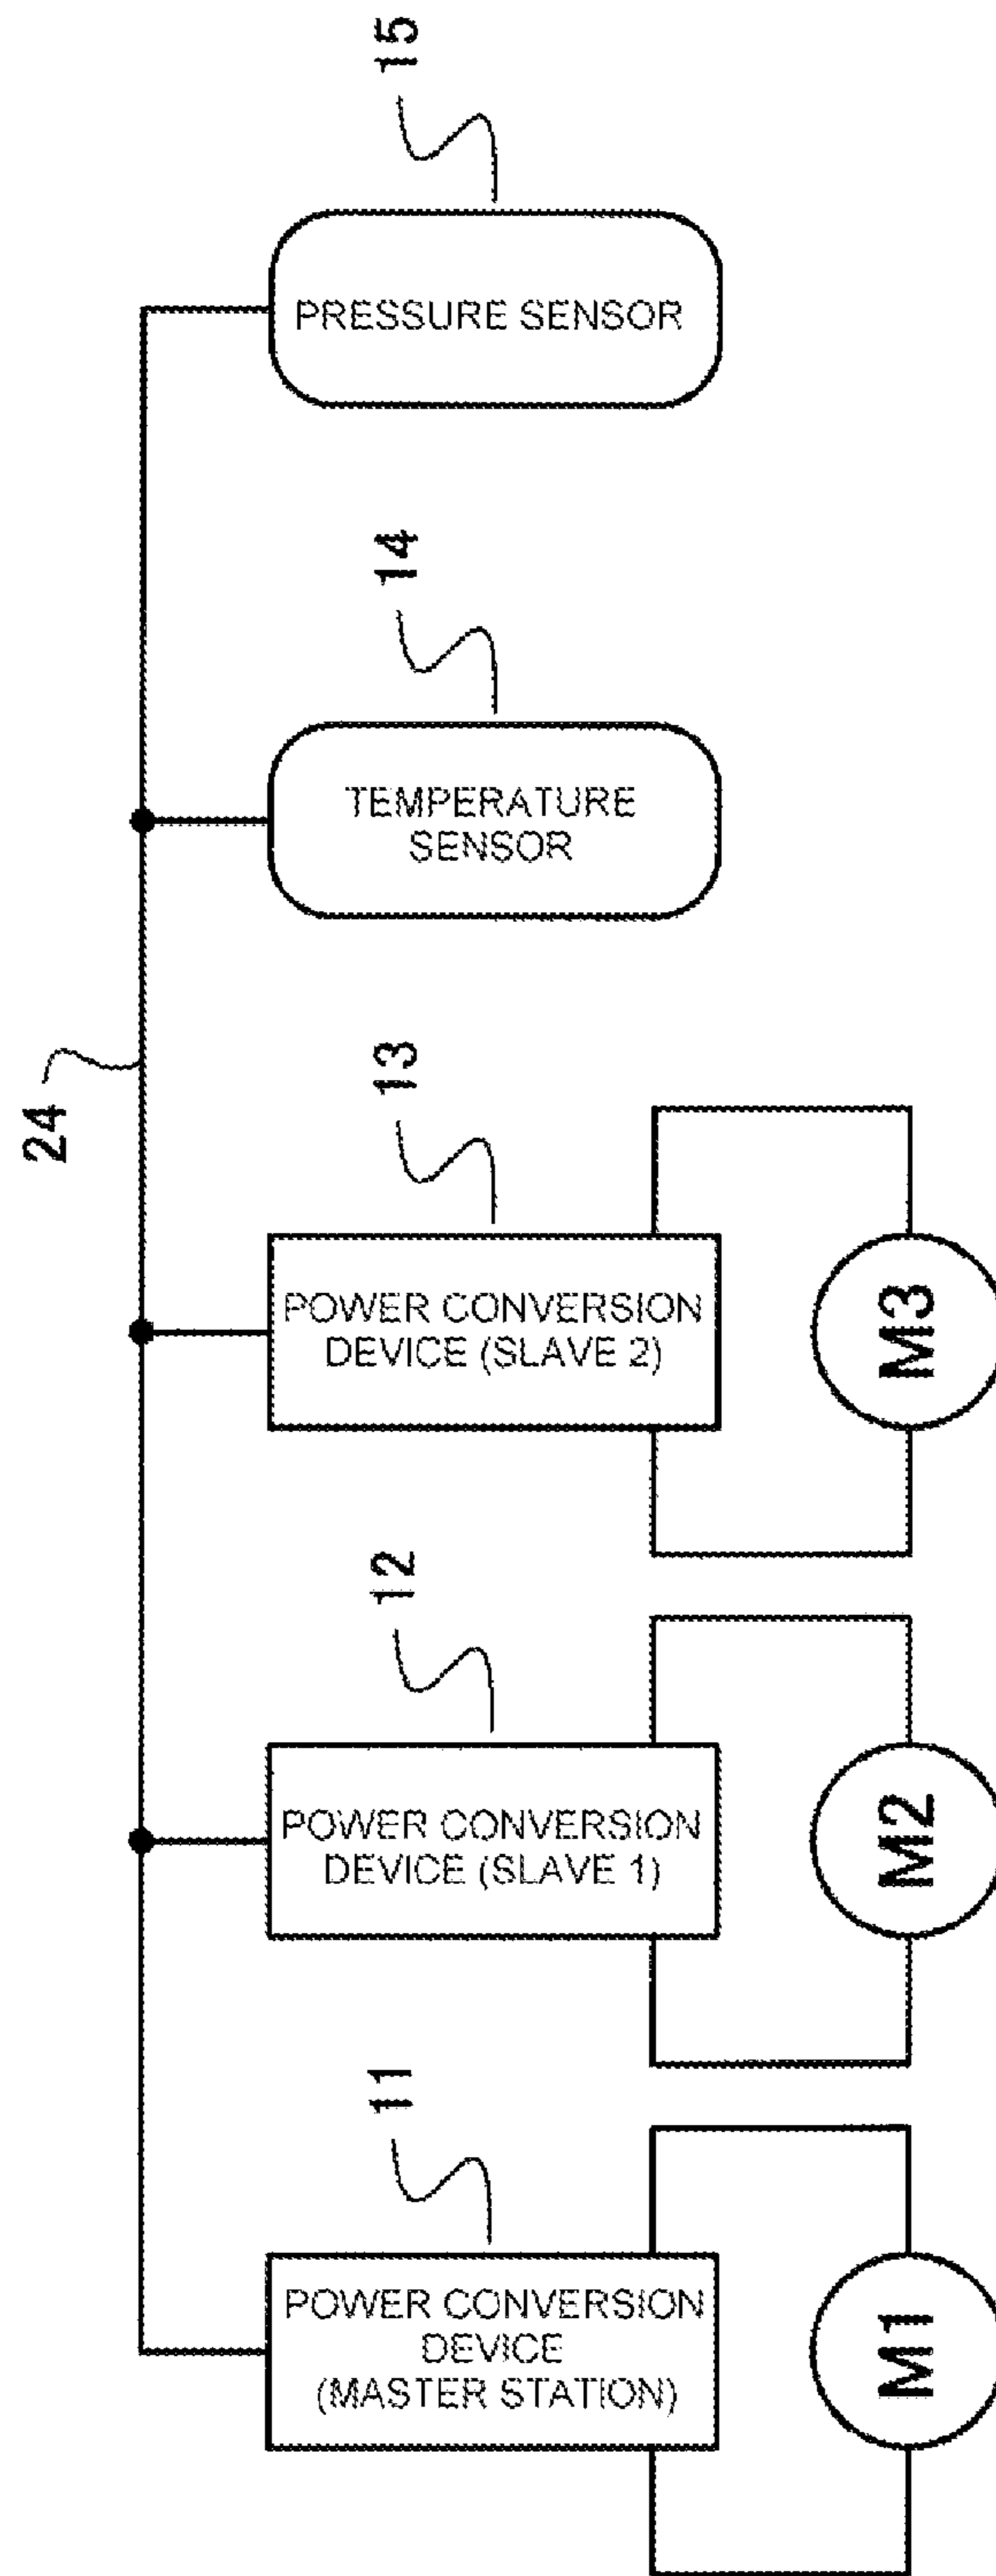 15
PRESSURE SENSOR
14
TEMPERATURE
SENSOR
24
13
POWER CONVERSION
DEVICE (SLAVE 2)
M3
12
POWER CONVERSION
DEVICE (SLAVE 1)
M2
11
POWER CONVERSION
DEVICE
(MASTER STATION)
M1